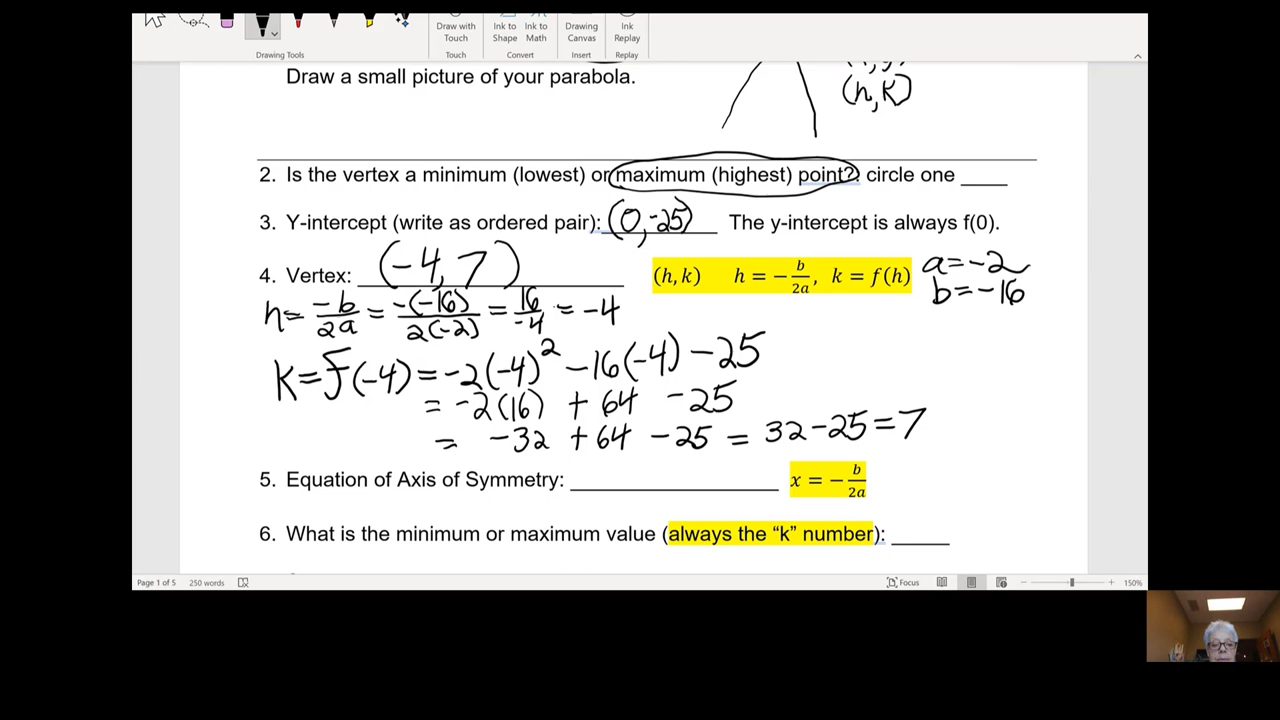 Draw with Touch
Ink to Shape
Ink to Math
Drawing Canvas
Ink Replay
Drawing Tools
Touch
Convert
Insert
Replay
Draw a small picture of your parabola.
(h,k)
2. Is the vertex a minimum (lowest) or maximum (highest) point?. circle one ____
3. Y-intercept (write as ordered pair): (0,-25) The y-intercept is always f(0).
4. Vertex: (-4,7) (h,k) h = -b/2a, k = f(h) a=-2
b=-16
h= -b/2a = -(-16)/2(-2) = 16/-4 = -4
K=f(-4) = -2(-4)² -16(-4) -25
= -2(16) + 64 -25
= -32 + 64 -25 = 32-25=7
5. Equation of Axis of Symmetry: ____ x = -b/2a
6. What is the minimum or maximum value (always the “k” number): ____
Page 1 of 5 250 words Focus 150%